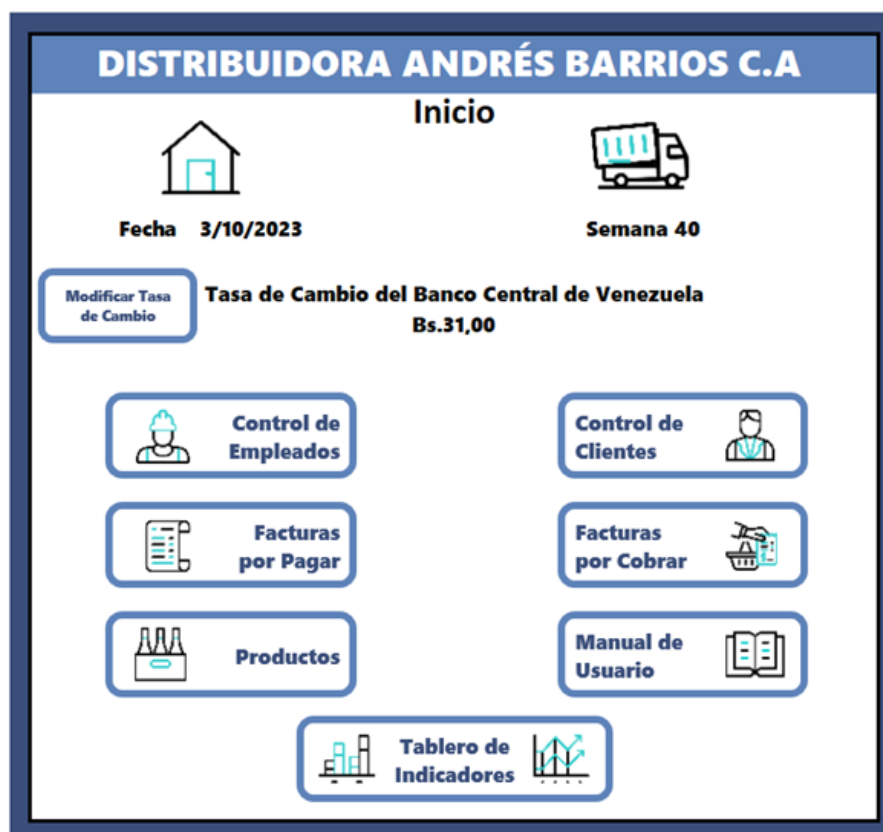 DISTRIBUIDORA ANDRÉS BARRIOS C.A
Inicio
Fecha 3/10/2023
Semana 40
Modificar Tasa
de Cambio
Tasa de Cambio del Banco Central de Venezuela
Bs.31,00
Control de
Empleados
Control de
Clientes
Facturas
por Pagar
Facturas
por Cobrar
Productos
Manual de
Usuario
Tablero de
Indicadores